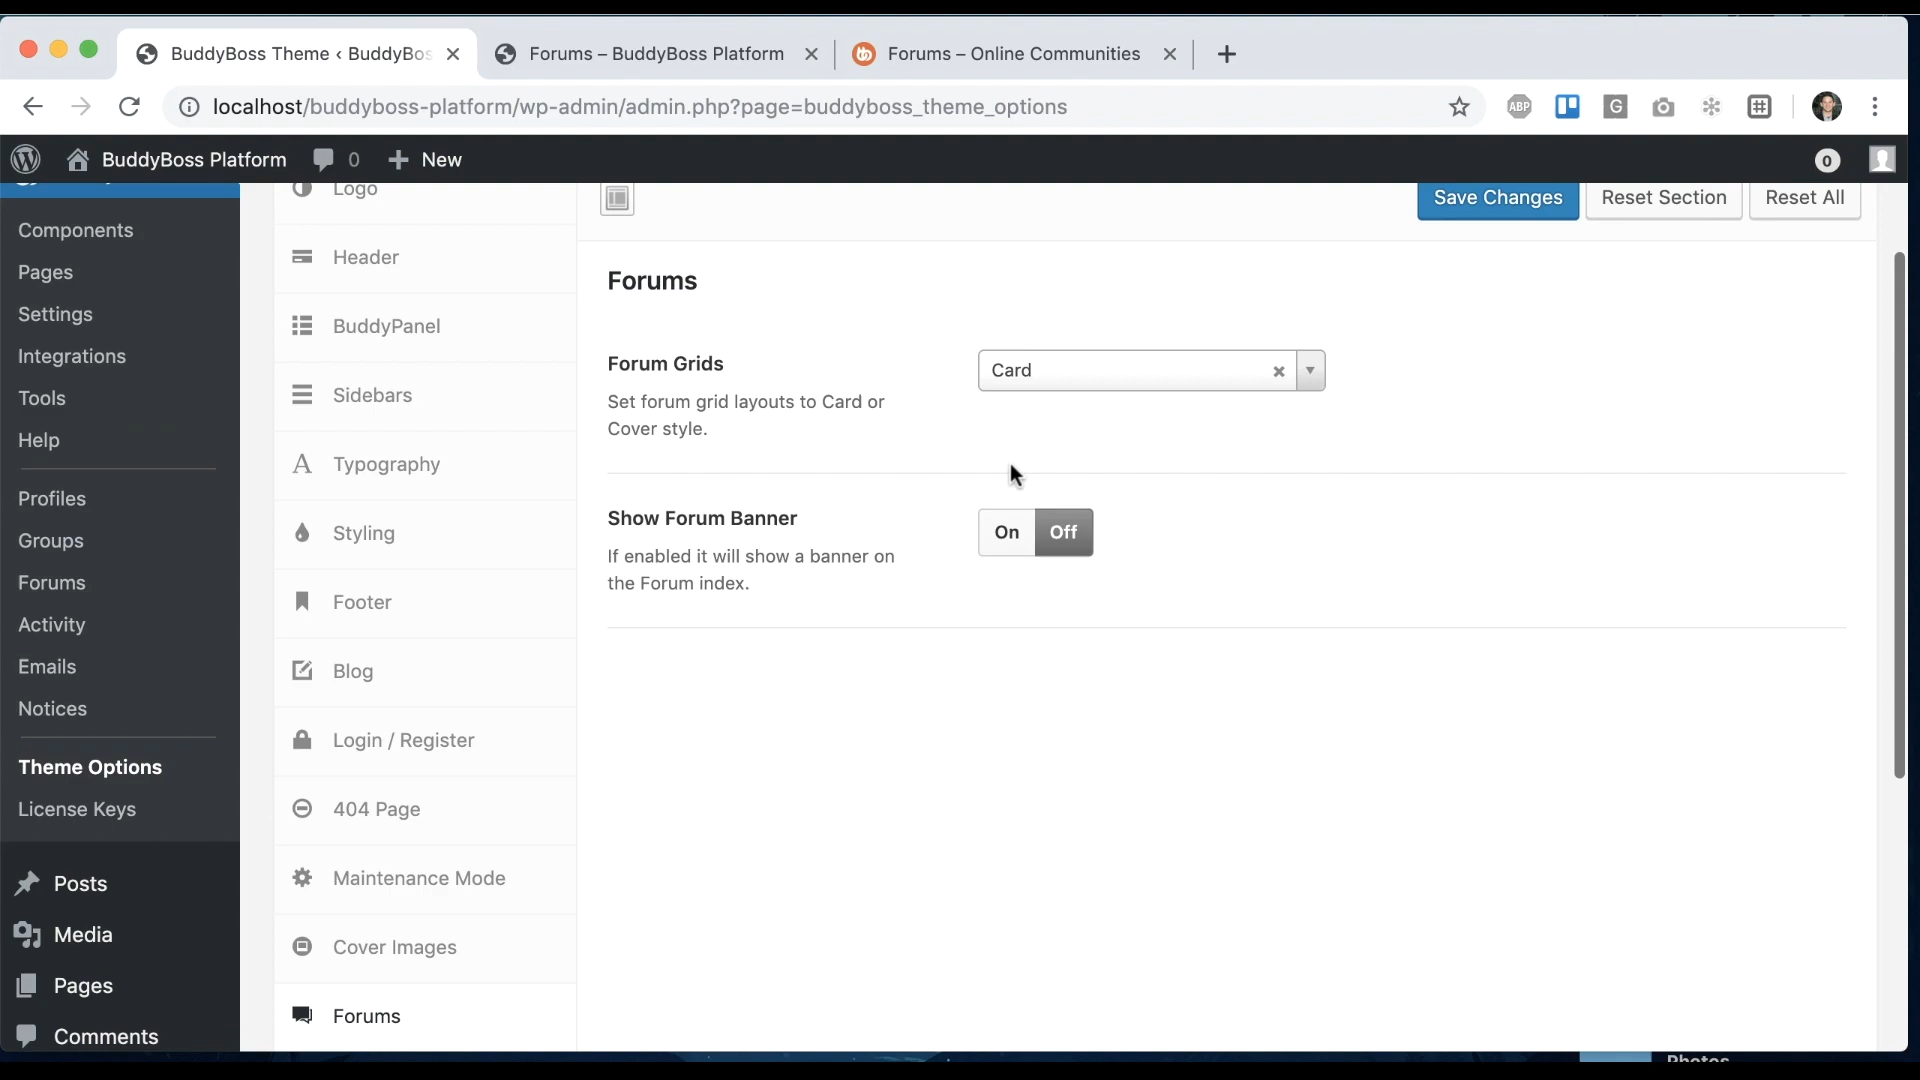 BuddyBoss Theme ‹ BuddyBos
Forums – BuddyBoss Platform
Forums – Online Communities
localhost/buddyboss-platform/wp-admin/admin.php?page=buddyboss_theme_options
ABP
G
BuddyBoss Platform
0
New
0
Components
Pages
Settings
Integrations
Tools
Help
Profiles
Groups
Forums
Activity
Emails
Notices
Theme Options
License Keys
Posts
Media
Pages
Comments
Logo
Header
BuddyPanel
Sidebars
Typography
Styling
Footer
Blog
Login / Register
404 Page
Maintenance Mode
Cover Images
Forums
Save Changes
Reset Section
Reset All
Forums
Forum Grids
Set forum grid layouts to Card or
Cover style.
Card
Show Forum Banner
If enabled it will show a banner on
the Forum index.
On
Off
Photos